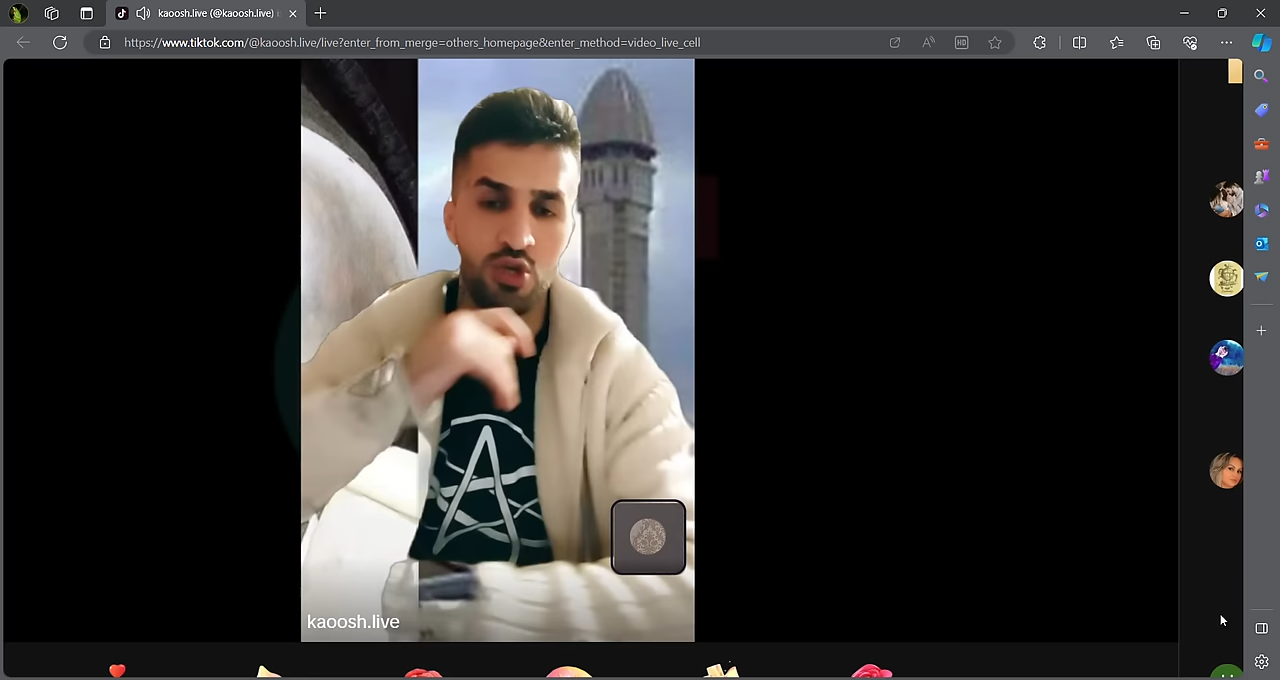 kaoosh.live (@kaoosh.live) i
https://www.tiktok.com/@kaoosh.live/live?enter_from_merge=others_homepage&enter_method=video_live_cell
kaoosh.live